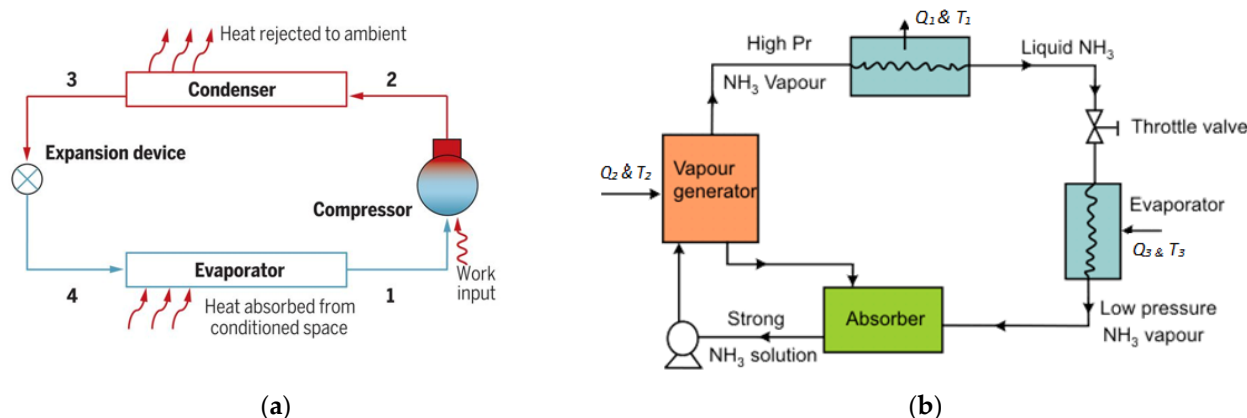 Heat rejected to ambient
3
Condenser
2
Expansion device
Compressor
Evaporator
Work
input
4
Heat absorbed from
conditioned space
1
(a)
Q₁ & T₁
High Pr
NH₃ Vapour
Liquid NH₃
Throttle valve
Q₂ & T₂
Vapour
generator
Evaporator
Q₃ & T₃
Absorber
Low pressure
NH₃ vapour
Strong
NH₃ solution
(b)